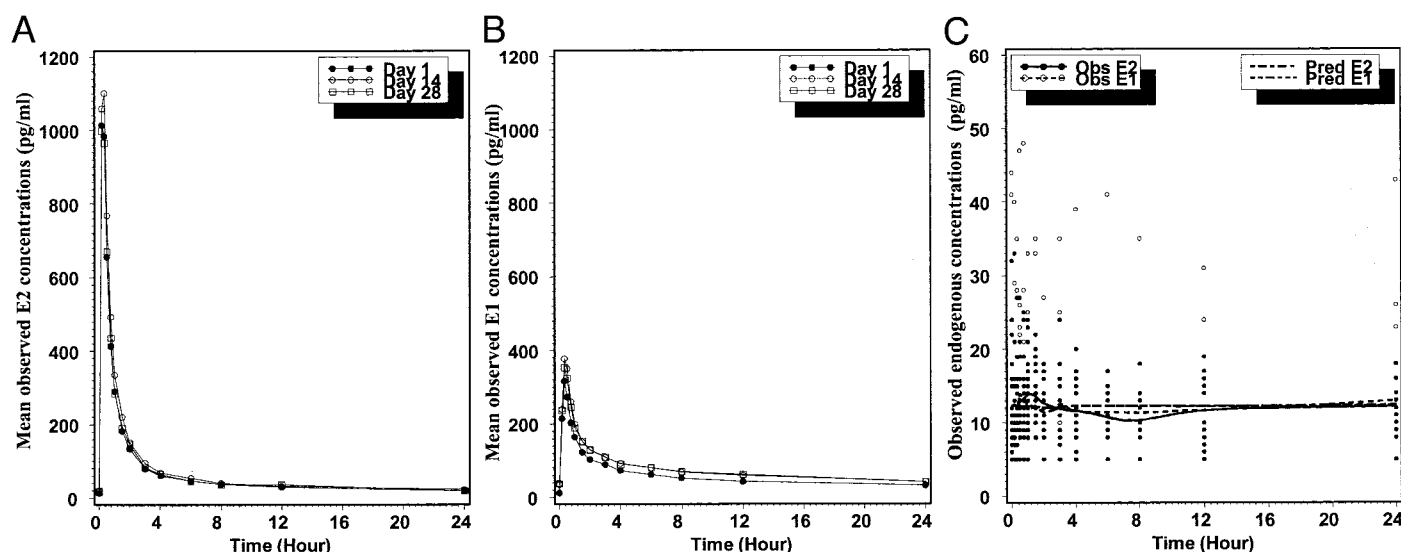 A
Mean observed E2 concentrations (pg/ml)
1200
1000
800
600
400
200
0
Day 1
Day 14
Day 28
0 4 8 12 16 20 24
Time (Hour)
B
Mean observed E1 concentrations (pg/ml)
1200
1000
800
600
400
200
0
Day 1
Day 14
Day 28
0 4 8 12 16 20 24
Time (Hour)
C
Observed endogenous concentrations (pg/ml)
60
50
40
30
20
10
0
Obs E2
Obs E1
Pred E2
Pred E1
0 4 8 12 16 20 24
Time (Hour)